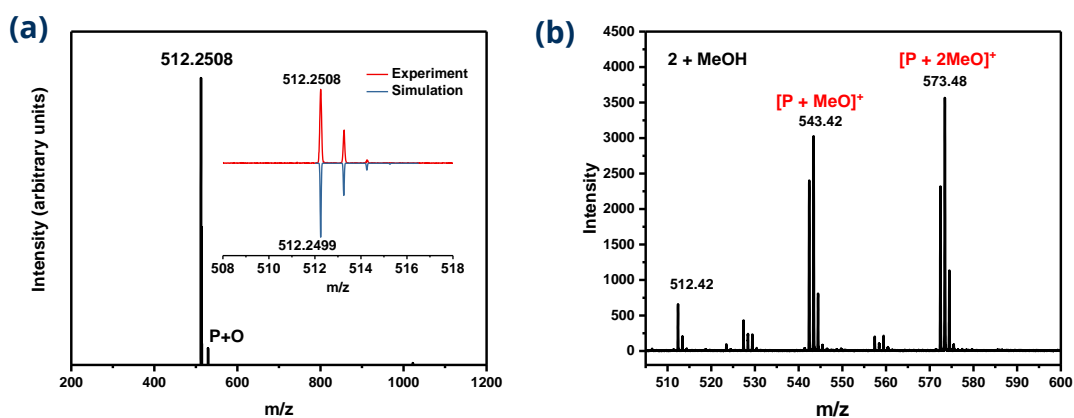 (a)
512.2508
512.2508
Experiment
Simulation
512.2499
508 510 512 514 516 518
m/z
P+O
Intensity (arbitrary units)
200 400 600 800 1000 1200
m/z
(b)
2 + MeOH
[P + 2MeO]⁺
573.48
[P + MeO]⁺
543.42
512.42
Intensity
4500
4000
3500
3000
2500
2000
1500
1000
500
0
510 520 530 540 550 560 570 580 590 600
m/z